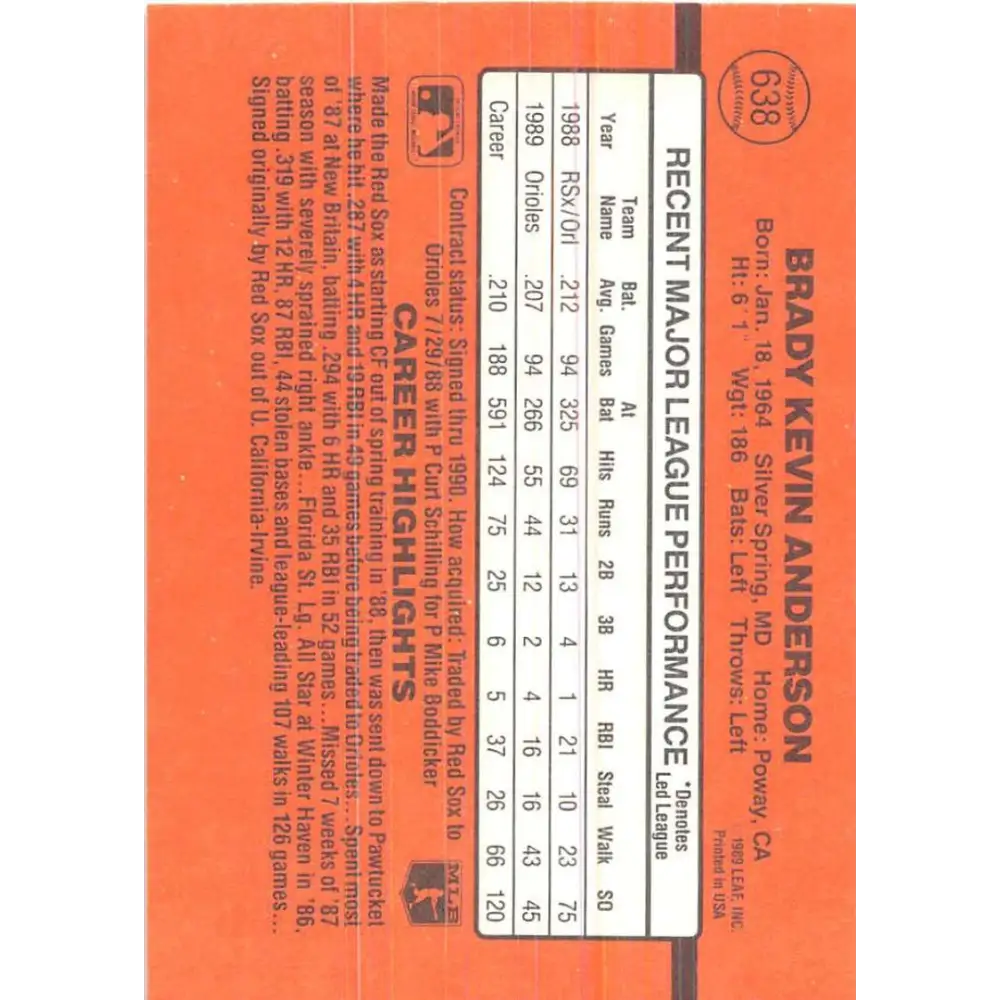 638
BRADY KEVIN ANDERSON
Born: Jan. 18, 1964 Silver Spring, MD Home: Poway, CA
Ht: 6'1" Wgt: 186 Bats: Left Throws: Left
1989 LEAF, INC.
Printed in USA
RECENT MAJOR LEAGUE PERFORMANCE *Denotes Led League
Year Team Name Bat. Avg. Games At Bat Hits Runs 2B 3B HR RBI Steal Walk SO
1988 RSx/Orl .212 94 325 69 31 13 4 1 21 10 23 75
1989 Orioles .207 94 266 55 44 12 2 4 16 16 43 45
Career .210 188 591 124 75 25 6 5 37 26 66 120
Contract status: Signed thru 1990. How acquired: Traded by Red Sox to
Orioles 7/29/88 with P Curt Schilling for P Mike Boddicker
MLB
CAREER HIGHLIGHTS
Made the Red Sox as starting CF out of spring training in '88, then was sent down to Pawtucket
where he hit .287 with 4 HR and 19 RBI in 49 games before being traded to Orioles... Spent most
of '87 at New Britain, balling .294 with 6 HR and 35 RBI in 52 games... Missed 7 weeks of '87
season with severely sprained right ankle... Florida St. Lg. All Star at Winter Haven in '86,
batting .319 with 12 HR, 87 RBI, 44 stolen bases and league-leading 107 walks in 126 games...
Signed originally by Red Sox out of U. California-Irvine.